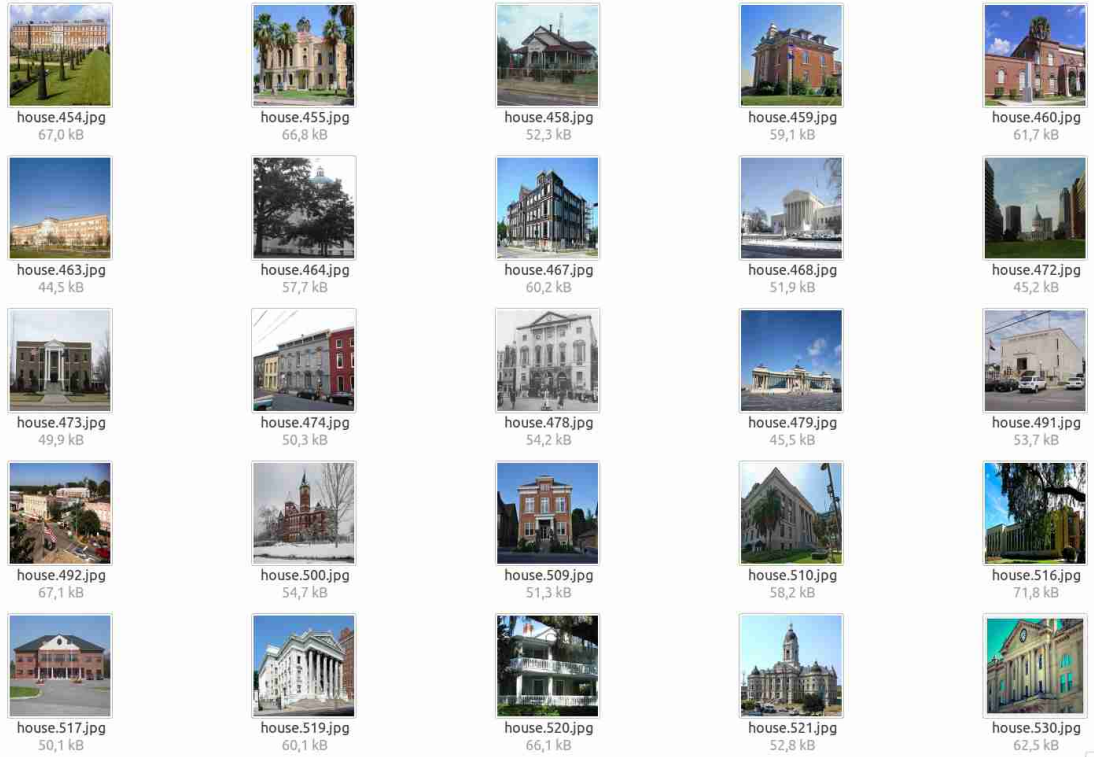 house.454.jpg
67,0 kB
house.455.jpg
66,8 kB
house.458.jpg
52,3 kB
house.459.jpg
59,1 kB
house.460.jpg
61,7 kB
house.463.jpg
44,5 kB
house.464.jpg
57,7 kB
house.467.jpg
60,2 kB
house.468.jpg
51,9 kB
house.472.jpg
45,2 kB
house.473.jpg
49,9 kB
house.474.jpg
50,3 kB
house.478.jpg
54,2 kB
house.479.jpg
45,5 kB
house.491.jpg
53,7 kB
house.492.jpg
67,1 kB
house.500.jpg
54,7 kB
house.509.jpg
51,3 kB
house.510.jpg
58,2 kB
house.516.jpg
71,8 kB
house.517.jpg
50,1 kB
house.519.jpg
60,1 kB
house.520.jpg
66,1 kB
house.521.jpg
52,8 kB
house.530.jpg
62,5 kB